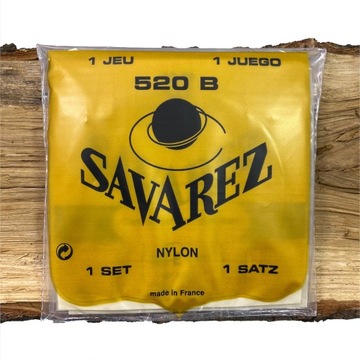 1 JEU 1 JUEGO
520 B
SAVAREZ
NYLON
1 SET 1 SATZ
made in France